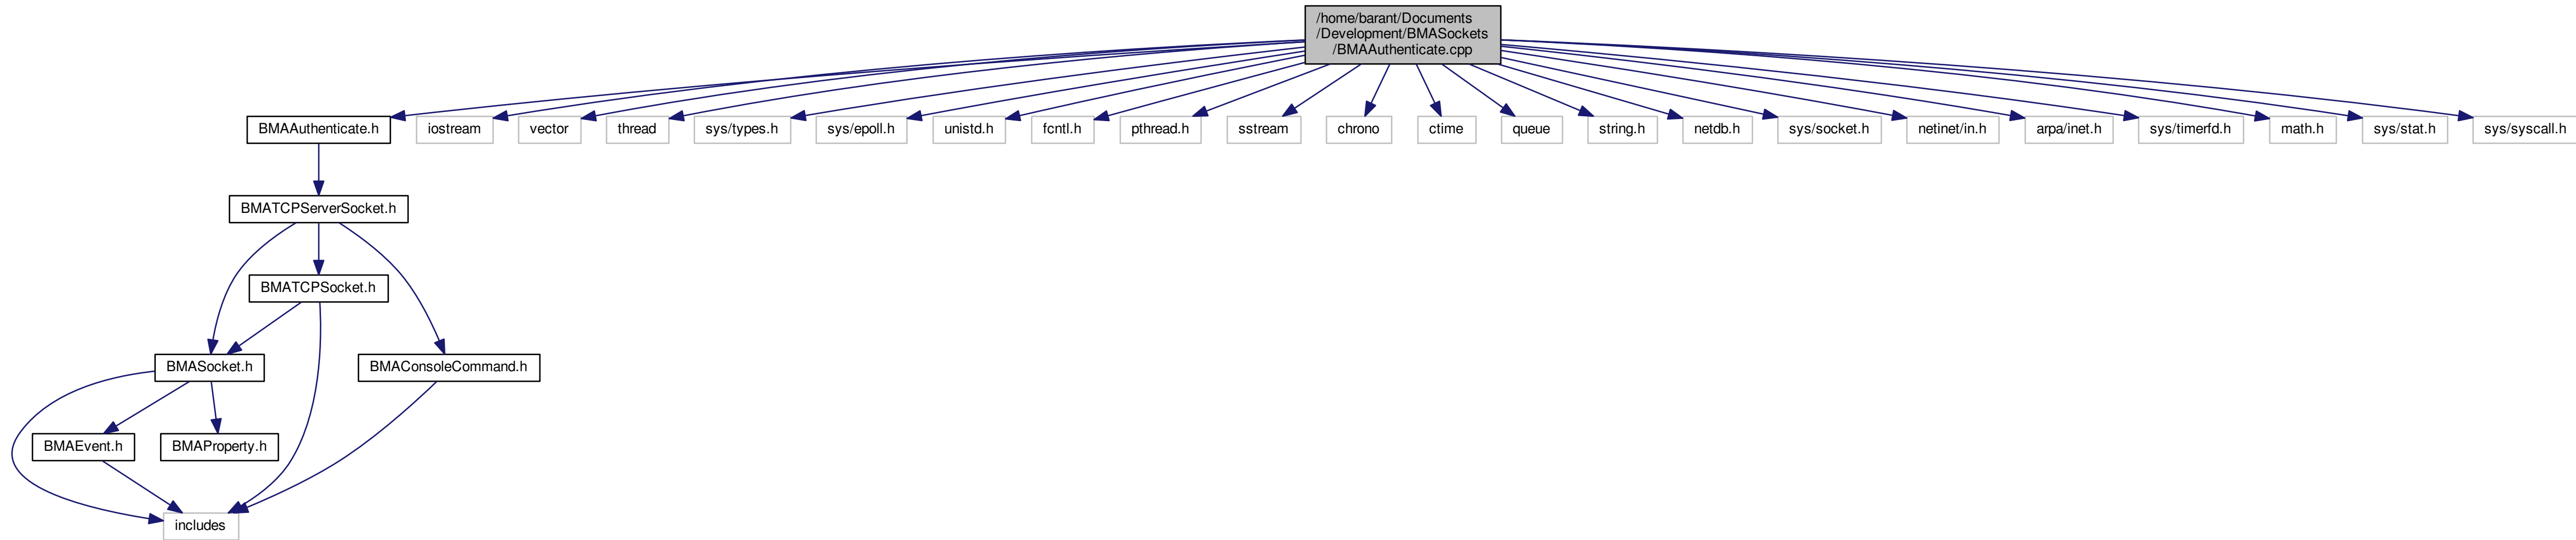 /home/barant/Documents
/Development/BMASockets
/BMAAuthenticate.cpp
BMAAuthenticate.h
iostream
vector
thread
sys/types.h
sys/epoll.h
unistd.h
fcntl.h
pthread.h
sstream
chrono
ctime
queue
string.h
netdb.h
sys/socket.h
netinet/in.h
arpa/inet.h
sys/timerfd.h
math.h
sys/stat.h
sys/syscall.h
BMATCPServerSocket.h
BMATCPSocket.h
BMASocket.h
BMAConsoleCommand.h
BMAEvent.h
BMAProperty.h
includes